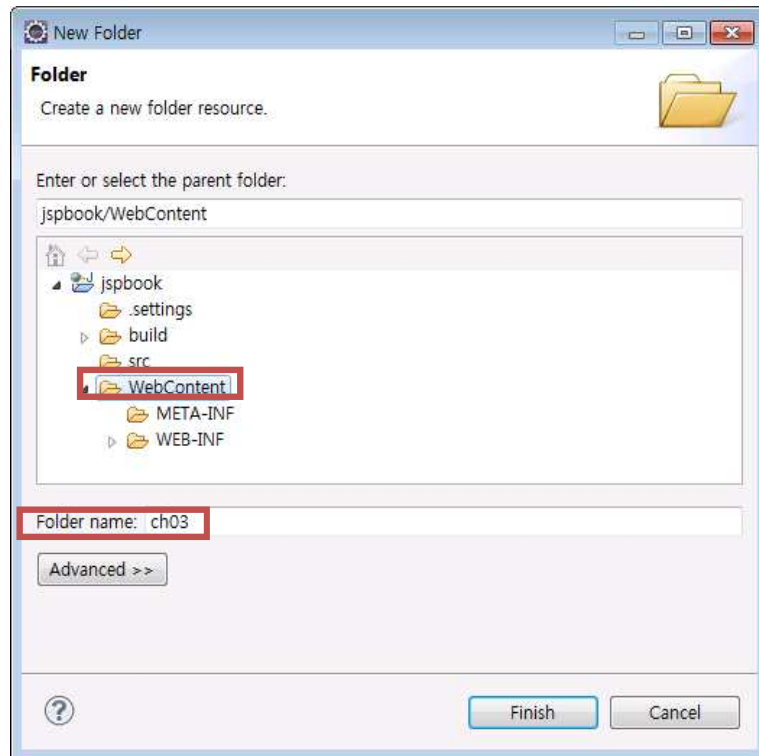 New Folder
Folder
Create a new folder resource.
Enter or select the parent folder:
jspbook/WebContent
jspbook
.settings
build
src
WebContent
META-INF
WEB-INF
Folder name: ch03
Advanced >>
?
Finish Cancel